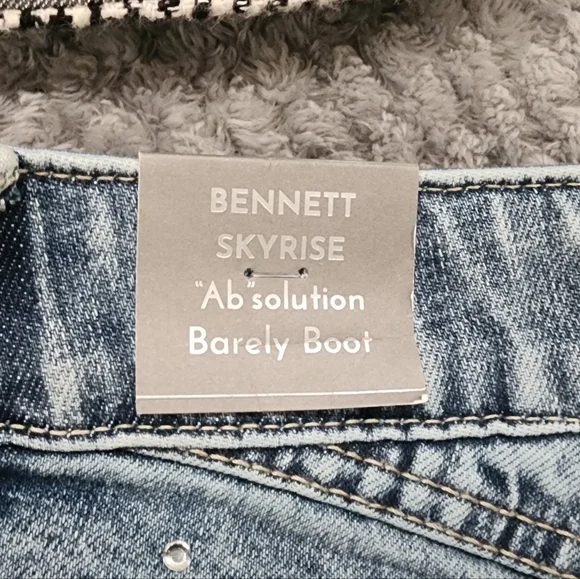 BENNETT
SKYRISE
"Ab"solution
Barely Boot